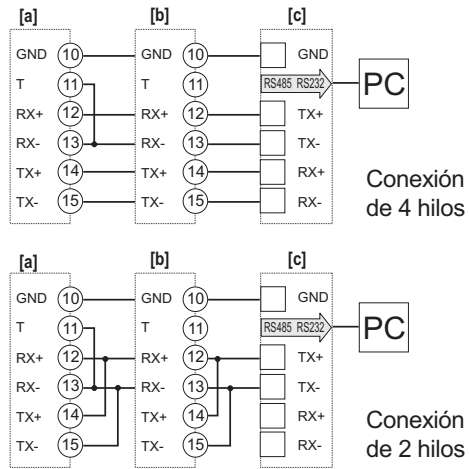 [a] [b] [c]
GND 10 GND 10 GND
T 11 T 11 RS485 RS232 PC
RX+ 12 RX+ 12 TX+
RX- 13 RX- 13 TX-
TX+ 14 TX+ 14 RX+
TX- 15 TX- 15 RX-
Conexión
de 4 hilos
[a] [b] [c]
GND 10 GND 10 GND
T 11 T 11 RS485 RS232 PC
RX+ 12 RX+ 12 TX+
RX- 13 RX- 13 TX-
TX+ 14 TX+ 14 RX+
TX- 15 TX- 15 RX-
Conexión
de 2 hilos